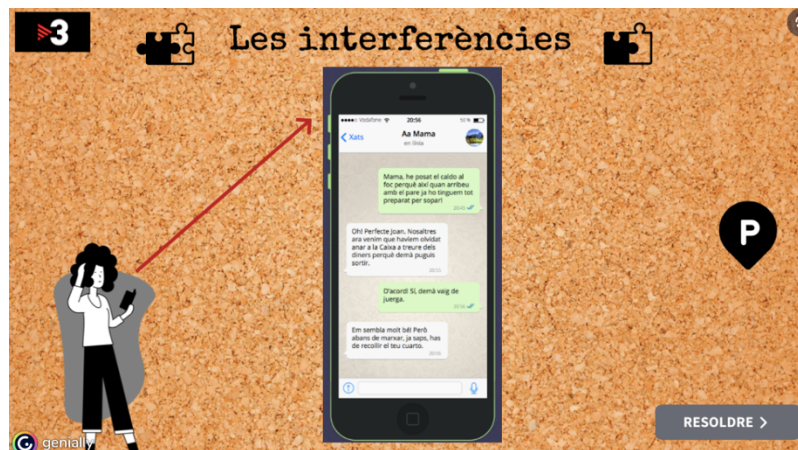 3
Les interferències
vodafone
20:56
50%
Xats
Aa Mama
en línia
Mama, he posat el caldo al
foc perquè així quan arribeu
amb el pare ja ho tinguem tot
preparat per sopar!
Oh! Perfecte Joan. Nosaltres
ara venim que havíem olvidat
anar a la Caixa a treure dels
diners perquè demà puguis
sortir.
D'acord! Sí, demà vaig de
juerga.
Em sembla molt bé! Però
abans de marxar, ja saps, has
de recollir el teu cuarto.
P
RESOLDRE >
genially